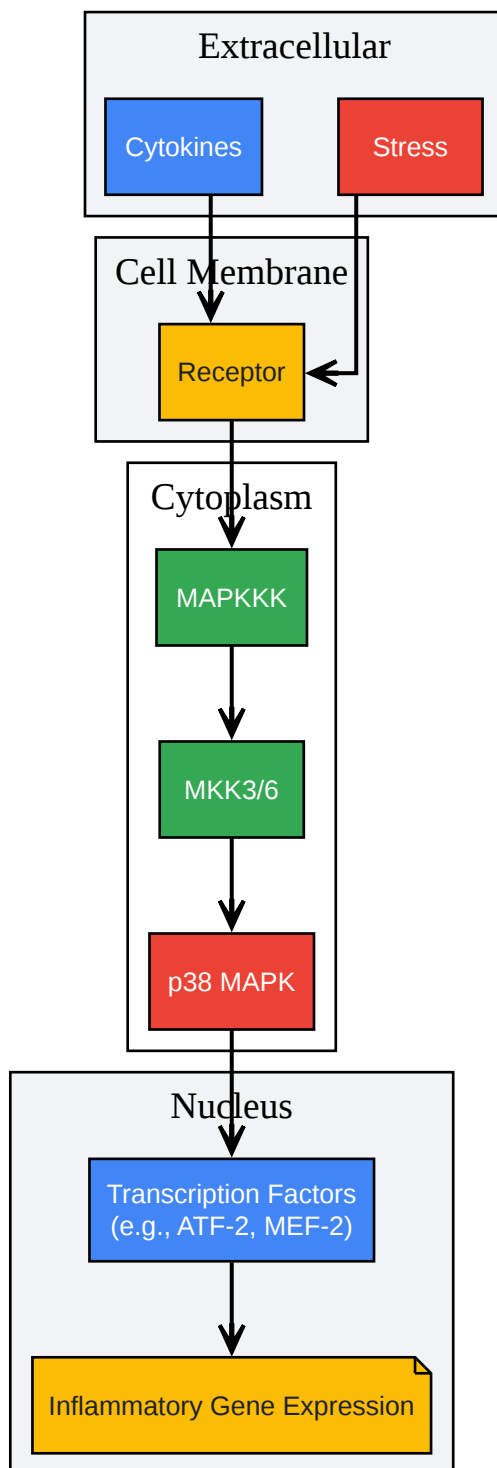 Extracellular
Cytokines
Stress
Cell Membrane
Receptor
Cytoplasm
MAPKKK
MKK3/6
p38 MAPK
Nucleus
Transcription Factors
(e.g., ATF-2, MEF-2)
Inflammatory Gene Expression